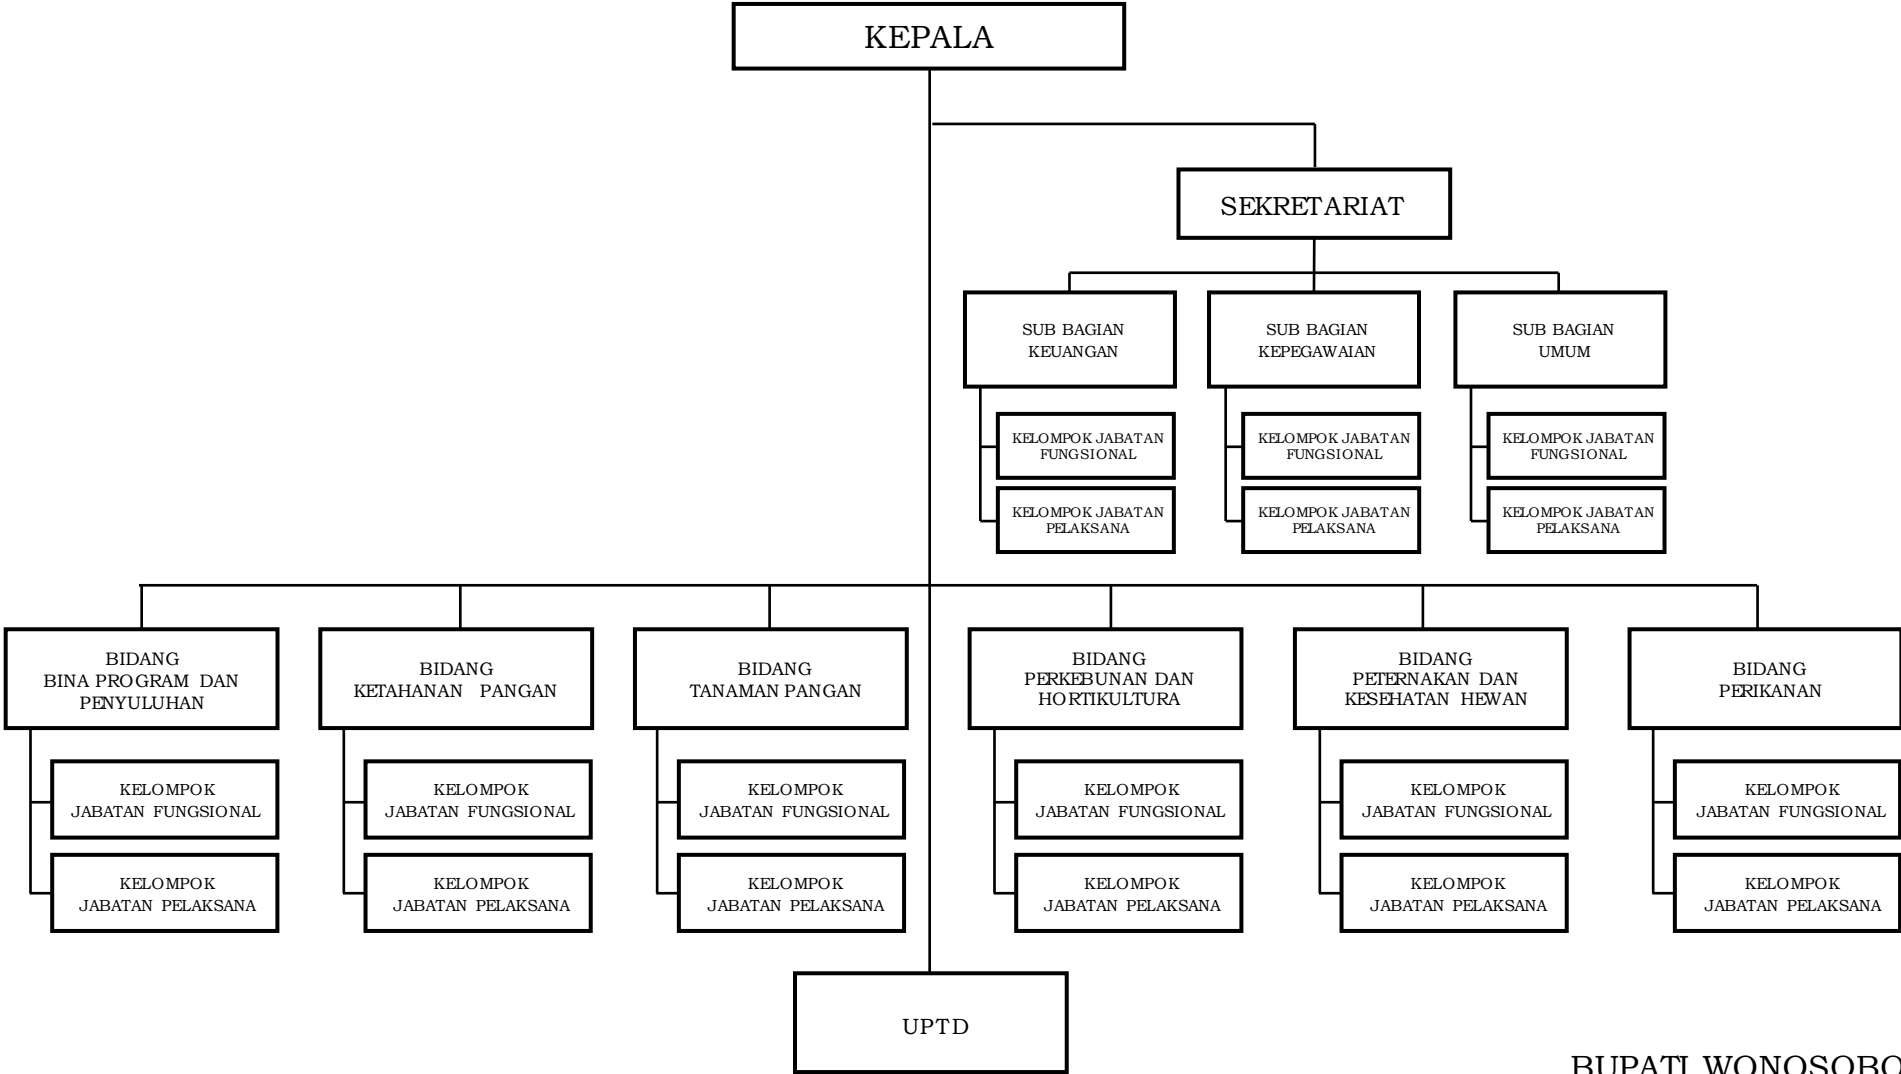 KEPALA
SEKRETARIAT
SUB BAGIAN
KEUANGAN
SUB BAGIAN
KEPEGAWAIAN
SUB BAGIAN
UMUM
KELOMPOK JABATAN
FUNGSIONAL
KELOMPOK JABATAN
FUNGSIONAL
KELOMPOK JABATAN
FUNGSIONAL
KELOMPOK JABATAN
PELAKSANA
KELOMPOK JABATAN
PELAKSANA
KELOMPOK JABATAN
PELAKSANA
BIDANG
BINA PROGRAM DAN
PENYULUHAN
BIDANG
KETAHANAN PANGAN
BIDANG
TANAMAN PANGAN
BIDANG
PERKEBUNAN DAN
HORTIKULTURA
BIDANG
PETERNAKAN DAN
KESEHATAN HEWAN
BIDANG
PERIKANAN
KELOMPOK
JABATAN FUNGSIONAL
KELOMPOK
JABATAN FUNGSIONAL
KELOMPOK
JABATAN FUNGSIONAL
KELOMPOK
JABATAN FUNGSIONAL
KELOMPOK
JABATAN FUNGSIONAL
KELOMPOK
JABATAN FUNGSIONAL
KELOMPOK
JABATAN PELAKSANA
KELOMPOK
JABATAN PELAKSANA
KELOMPOK
JABATAN PELAKSANA
KELOMPOK
JABATAN PELAKSANA
KELOMPOK
JABATAN PELAKSANA
KELOMPOK
JABATAN PELAKSANA
UPTD
BUPATI WONOSOBO